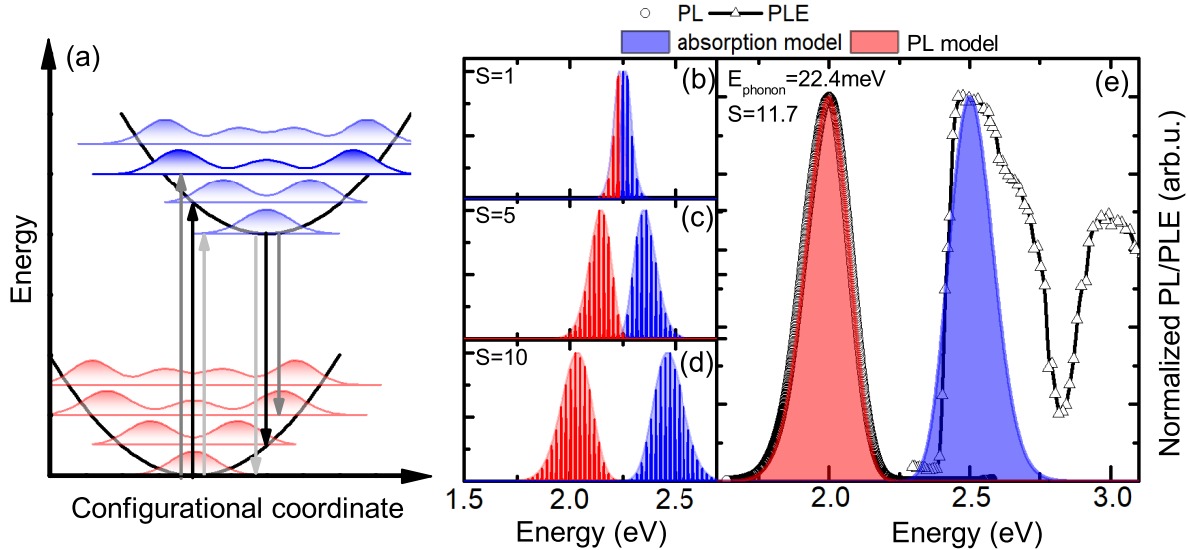 PL PLE
absorption model PL model
(a)
Energy
Configurational coordinate
S=1 (b)
S=5 (c)
S=10 (d)
1.5 2.0 2.5
Energy (eV)
E phonon =22.4meV (e)
S=11.7
2.0 2.5 3.0
Energy (eV)
Normalized PL/PLE (arb.u.)